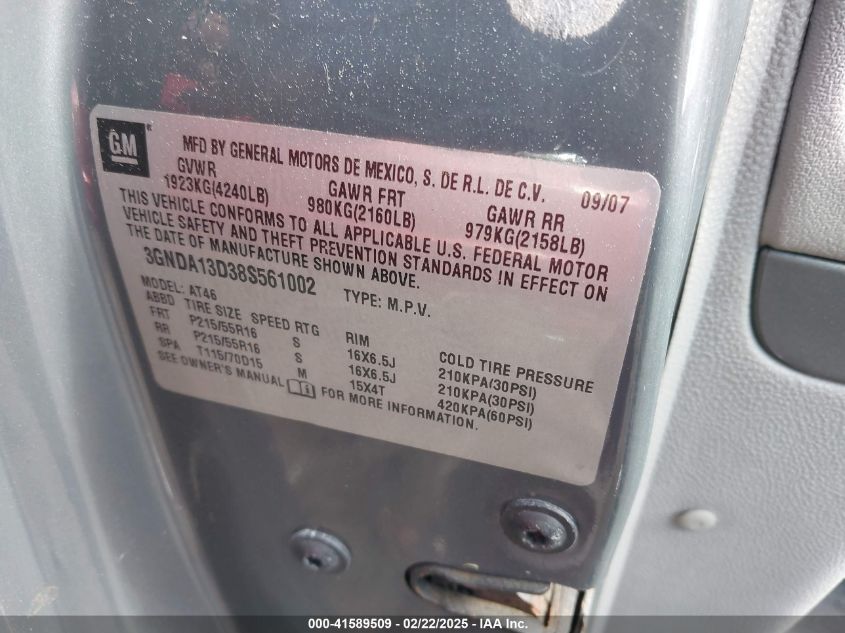 GM
MFD BY GENERAL MOTORS DE MEXICO, S. DE R.L. DE C.V. 09/07
GVWR GAWR FRT GAWR RR
1923KG(4240LB) 980KG(2160LB) 979KG(2158LB)
THIS VEHICLE CONFORMS TO ALL APPLICABLE U.S. FEDERAL MOTOR
VEHICLE SAFETY AND THEFT PREVENTION STANDARDS IN EFFECT ON
THE DATE OF MANUFACTURE SHOWN ABOVE.
3GNDA13D38S561002 TYPE: M.P.V.
MODEL: AT46
ABBD TIRE SIZE SPEED RTG RIM COLD TIRE PRESSURE
FRT P215/55R16 S 16X6.5J 210KPA(30PSI)
RR P215/55R16 S 16X6.5J 210KPA(30PSI)
SPA T115/70D15 M 15X4T 420KPA(60PSI)
SEE OWNER'S MANUAL FOR MORE INFORMATION.
000-41589509 - 02/22/2025 - IAA Inc.